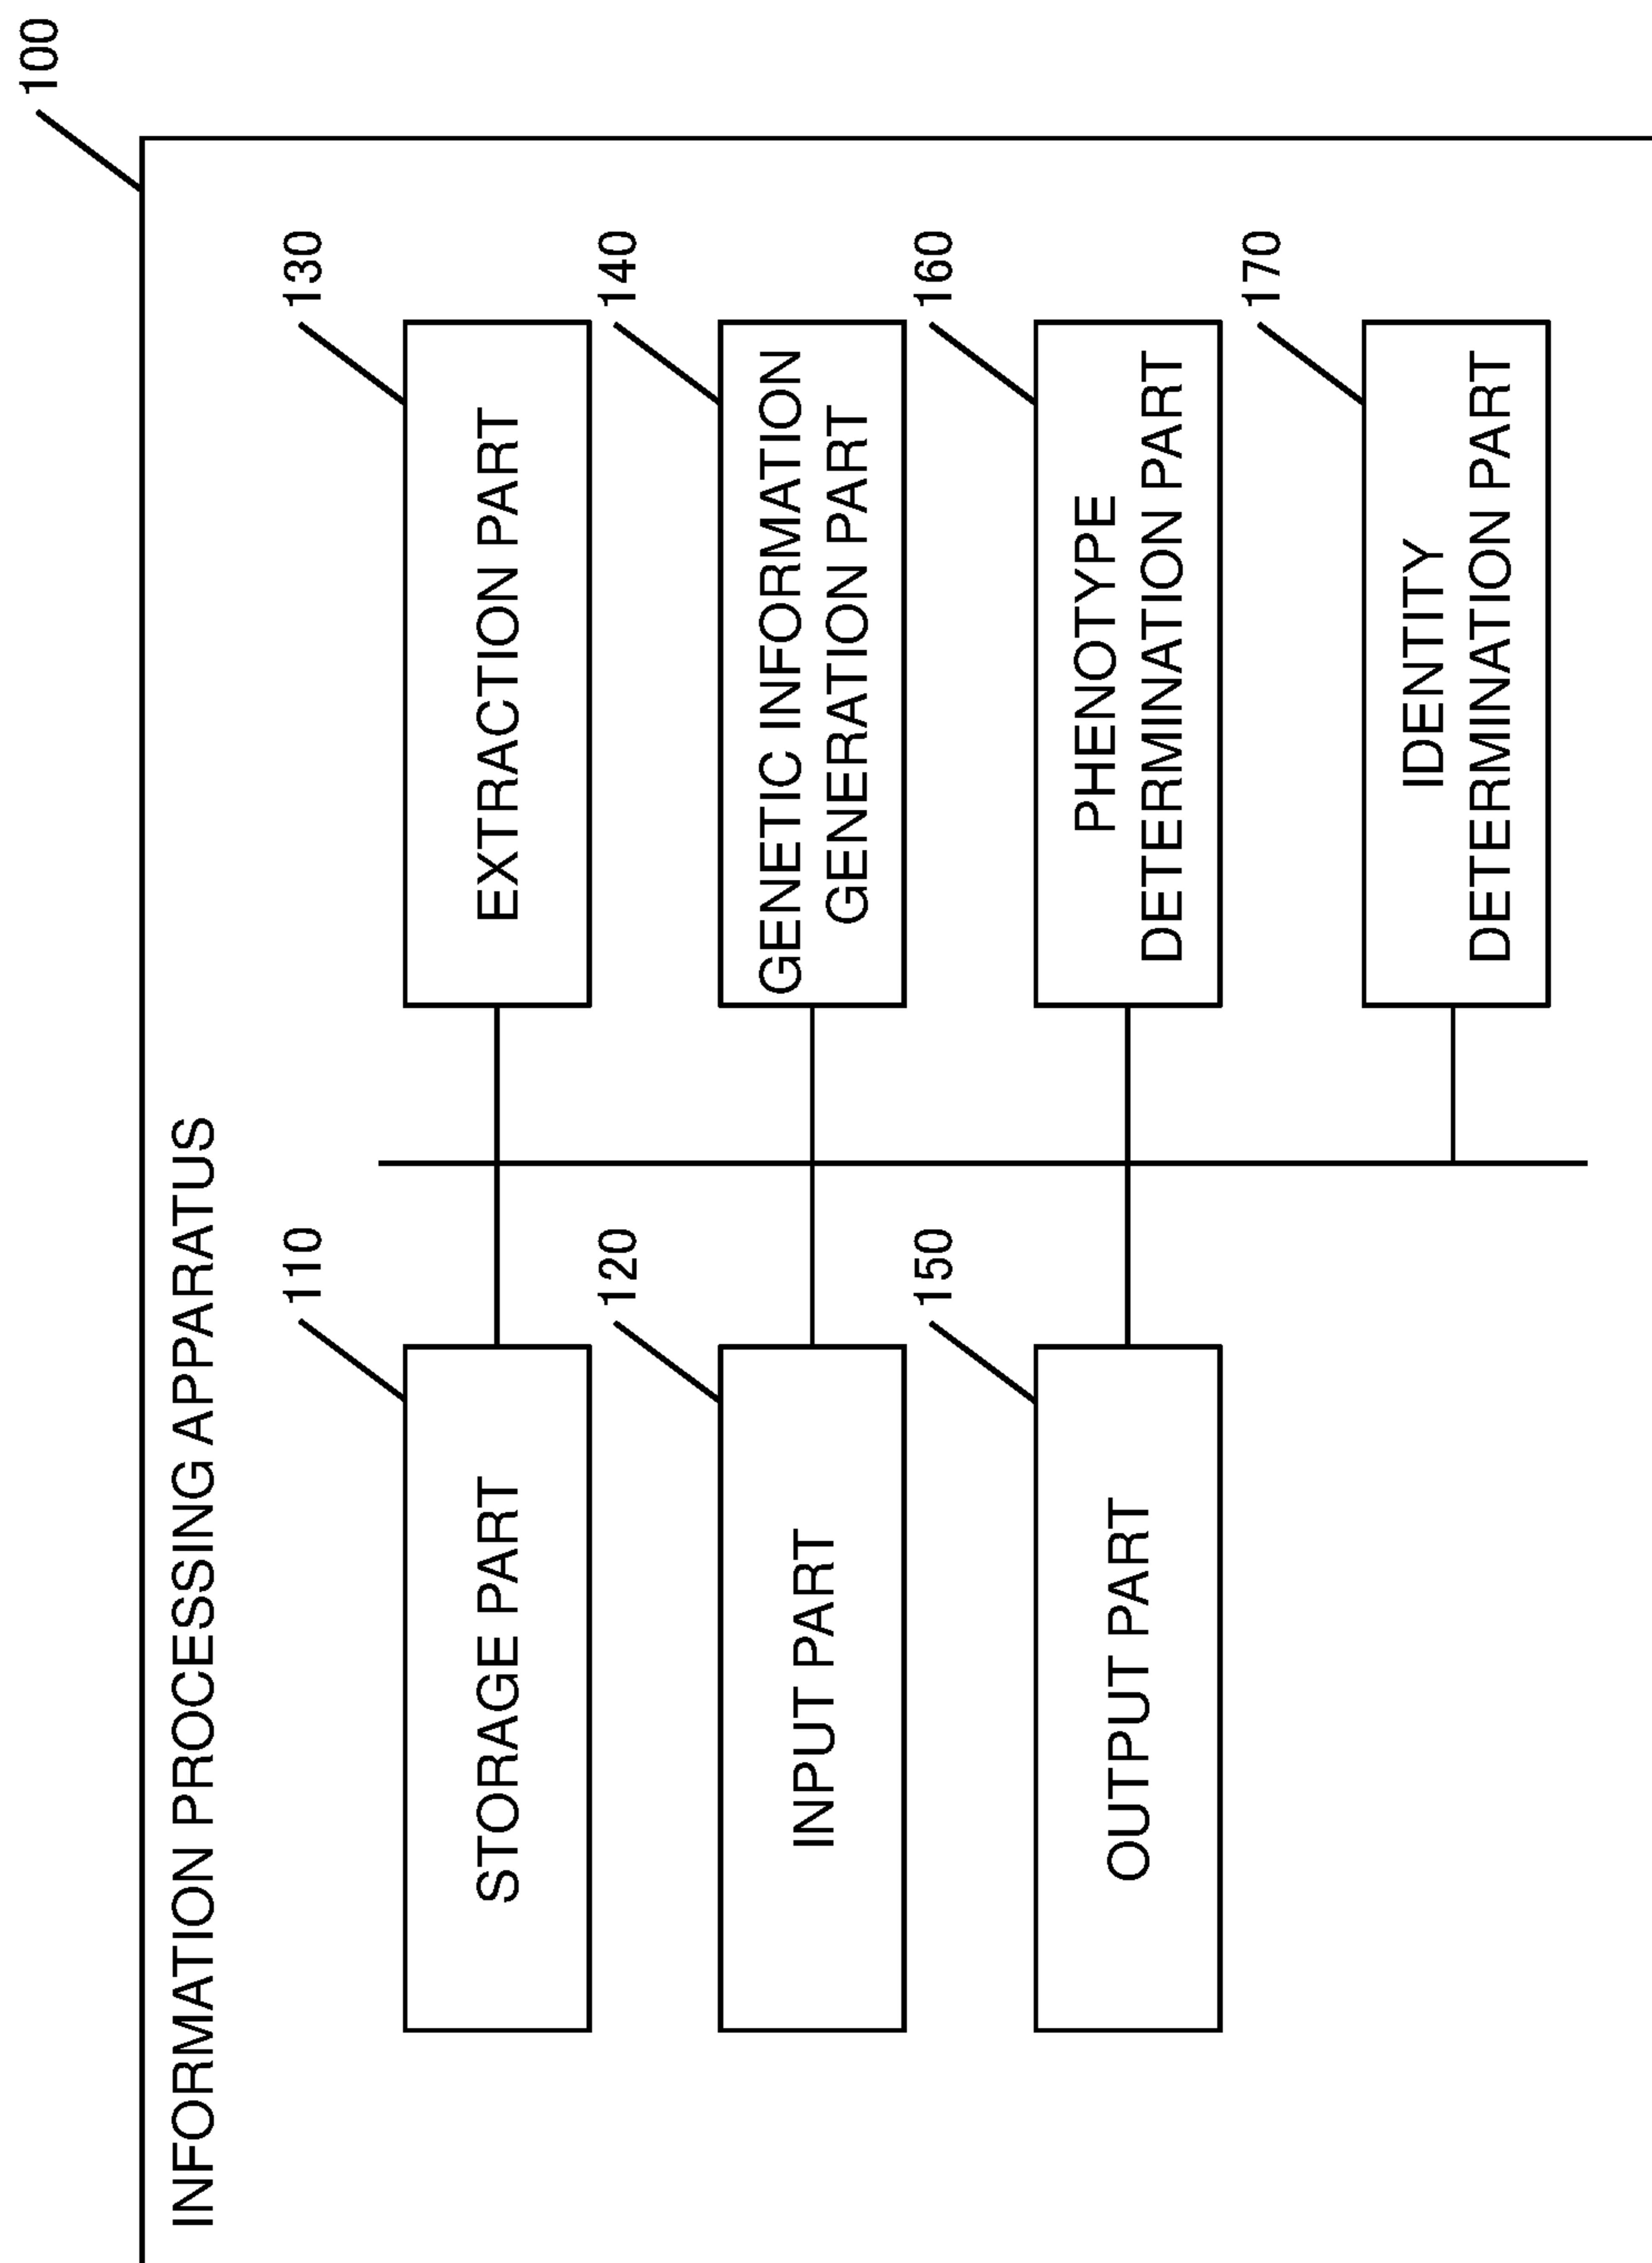 100
INFORMATION PROCESSING APPARATUS
110
STORAGE PART
130
EXTRACTION PART
120
INPUT PART
140
GENETIC INFORMATION
GENERATION PART
150
OUTPUT PART
160
PHENOTYPE
DETERMINATION PART
170
IDENTITY
DETERMINATION PART